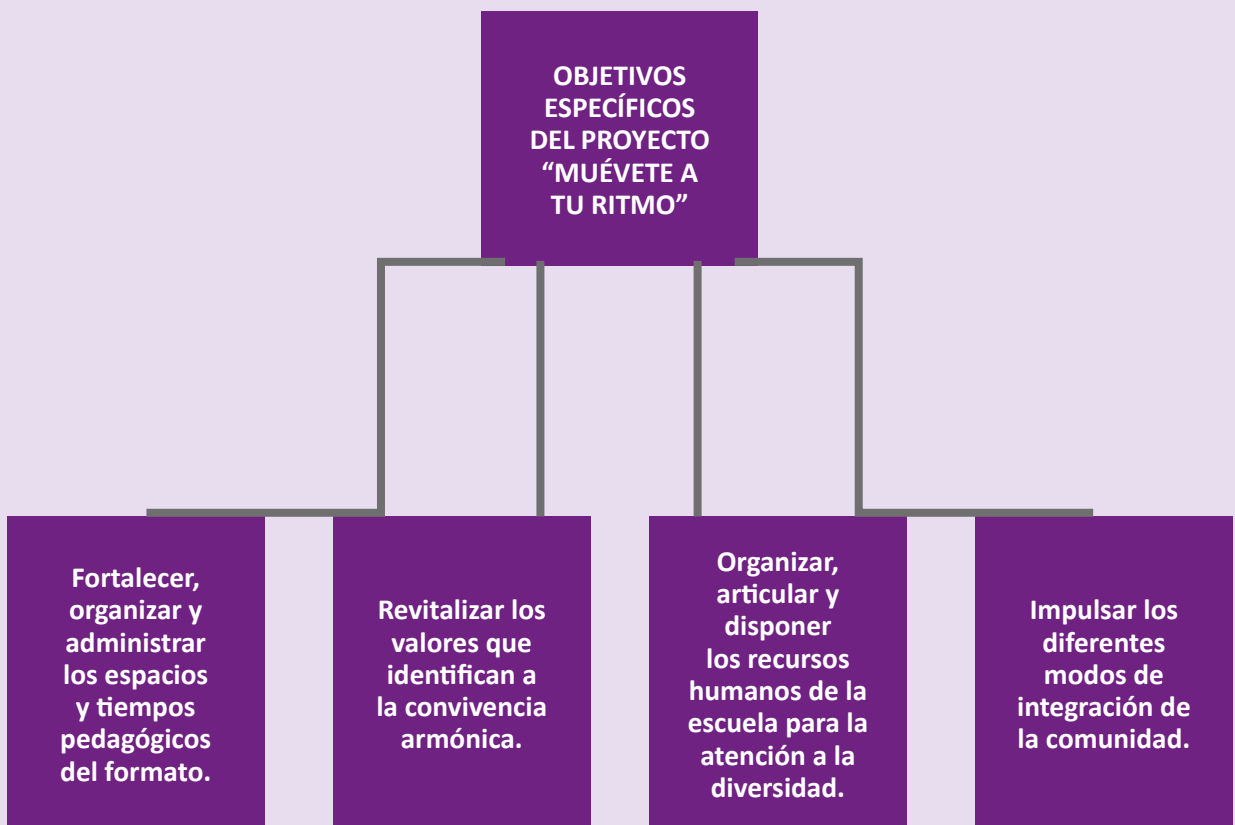 OBJETIVOS
ESPECÍFICOS
DEL PROYECTO
“MUÉVETE A
TU RITMO”
Fortalecer,
organizar y
administrar
los espacios
y tiempos
pedagógicos
del formato.
Revitalizar los
valores que
identifican a
la convivencia
armónica.
Organizar,
articular y
disponer
los recursos
humanos de la
escuela para la
atención a la
diversidad.
Impulsar los
diferentes
modos de
integración de
la comunidad.